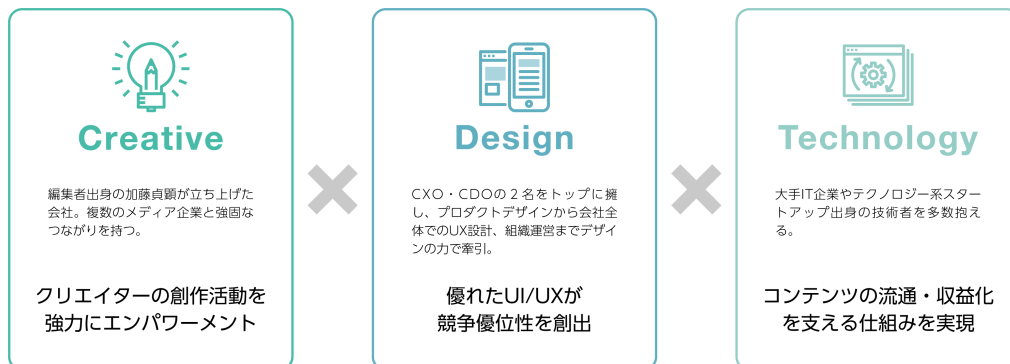 Creative
編集者出身の加藤貞顕が立ち上げた
会社。複数のメディア企業と強固な
つながりを持つ。
クリエイターの創作活動を
強力にエンパワーメント
Design
CXO・CDOの２名をトップに擁
し、プロダクトデザインから会社全
体でのUX設計、組織運営までデザイ
ンの力で牽引。
優れたUI/UXが
競争優位性を創出
Technology
大手IT企業やテクノロジー系スター
トアップ出身の技術者を多数抱え
る。
コンテンツの流通・収益化
を支える仕組みを実現